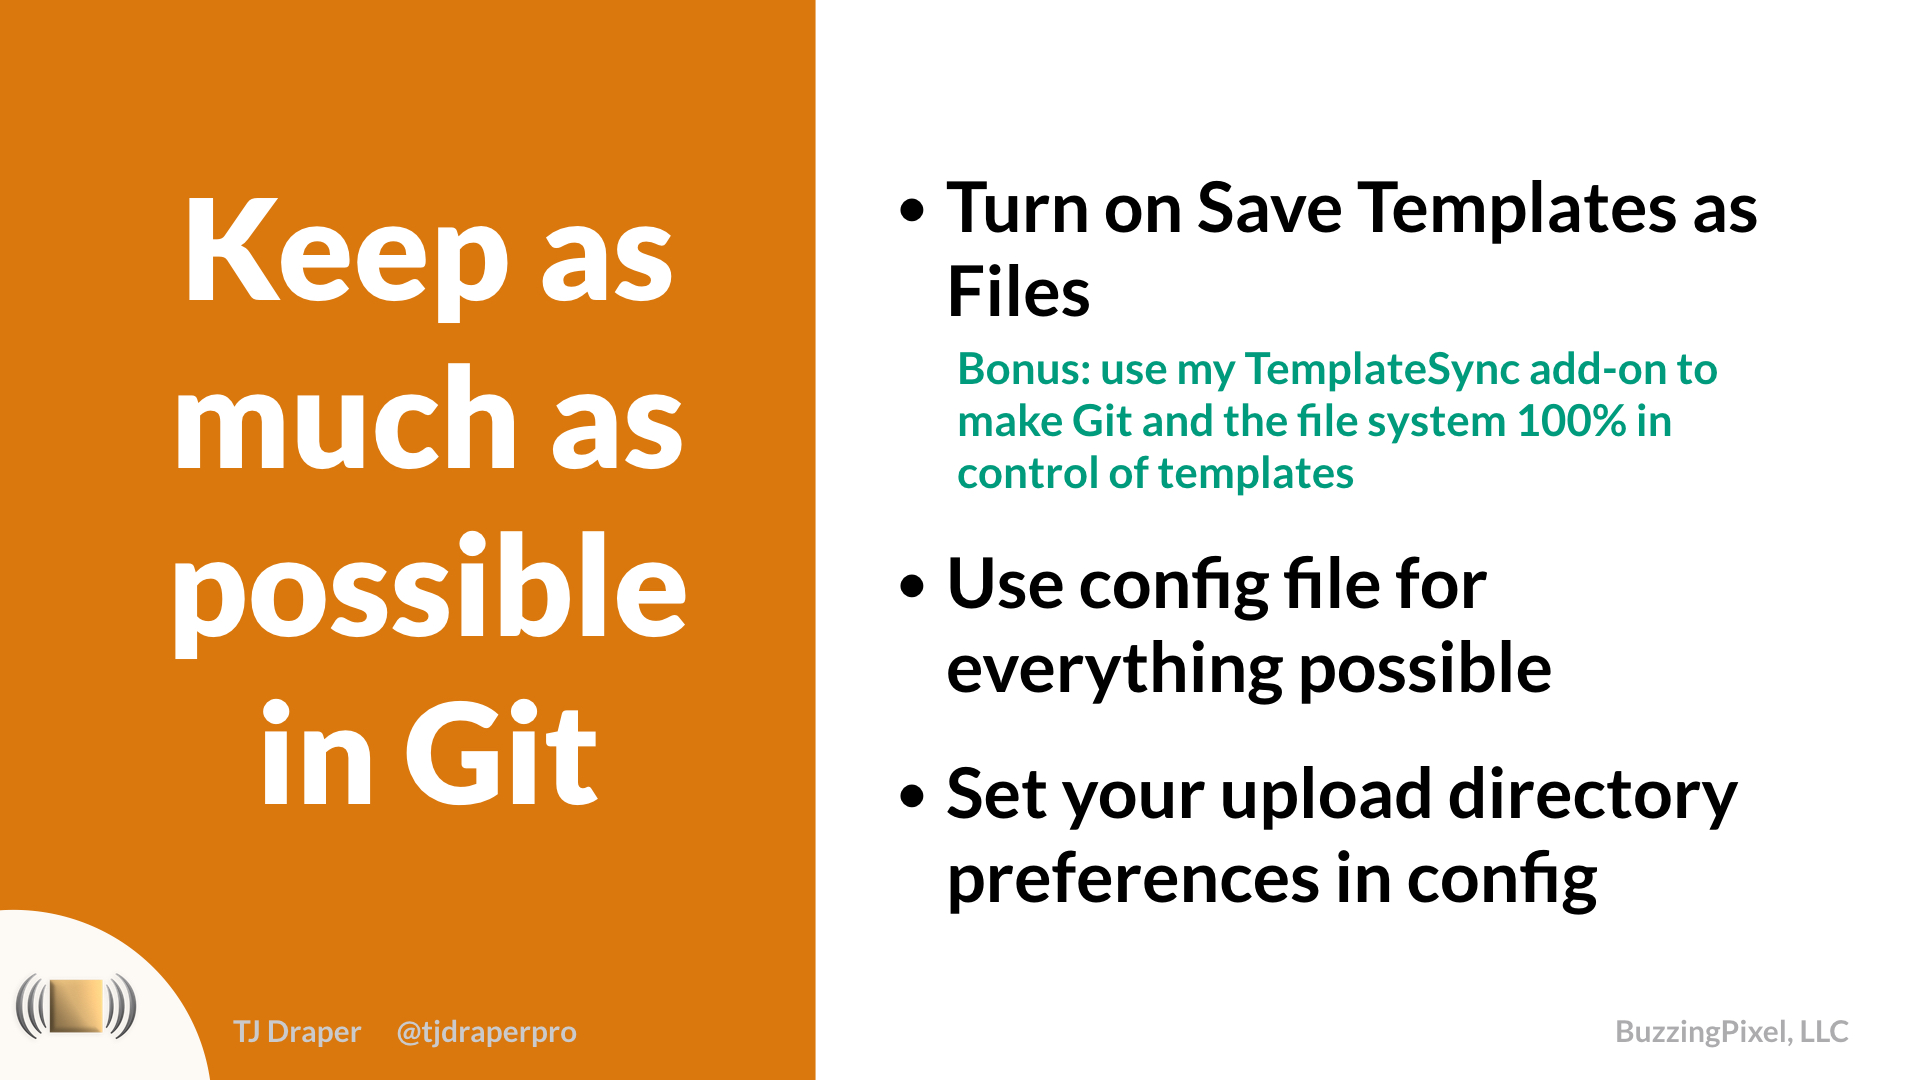 Keep as
much as
possible
in Git
• Turn on Save Templates as
Files
Bonus: use my TemplateSync add-on to
make Git and the file system 100% in
control of templates
• Use config file for
everything possible
• Set your upload directory
preferences in config
TJ Draper @tjdraperpro
BuzzingPixel, LLC